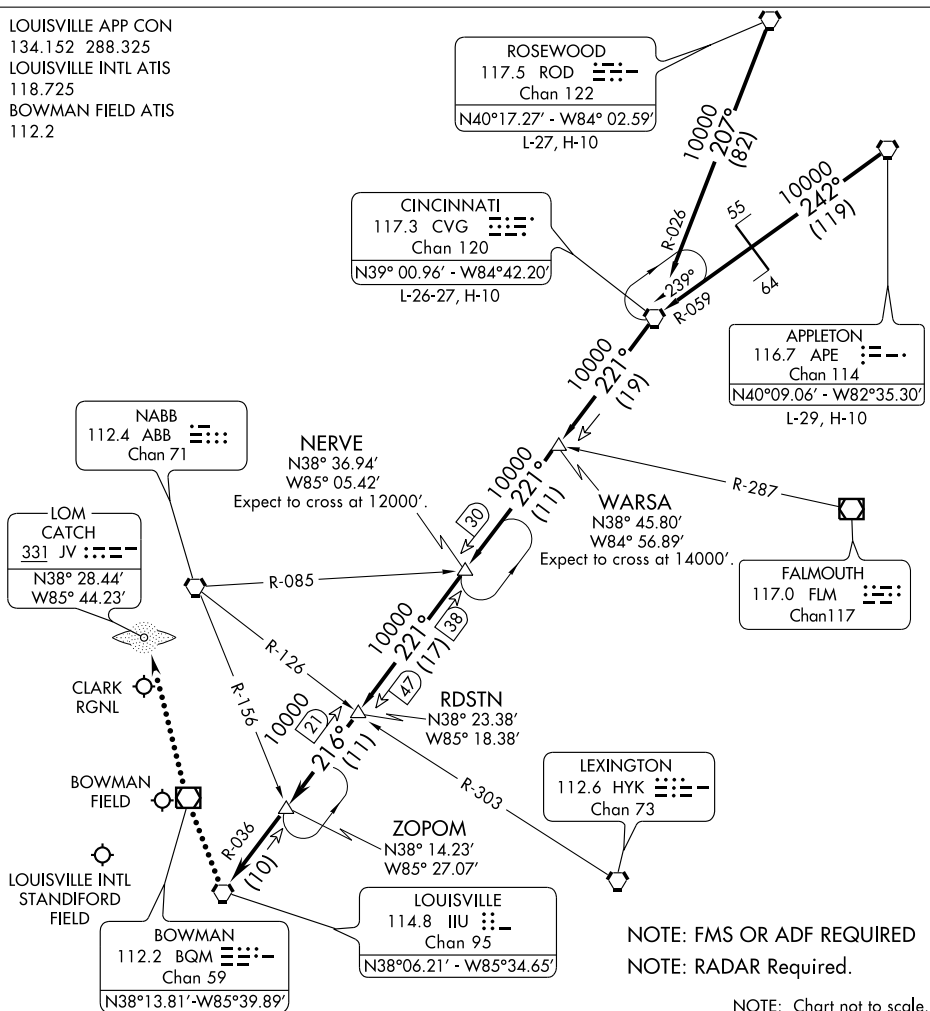 LOUISVILLE APP CON
134.152 288.325
LOUISVILLE INTL ATIS
118.725
BOWMAN FIELD ATIS
112.2
ROSEWOOD
117.5 ROD
Chan 122
N40°17.27' - W84° 02.59'
L-27, H-10
10000
207°
(82)
R-026
10000
242°
(119)
55
64
R-059
239°
CINCINNATI
117.3 CVG
Chan 120
N39° 00.96' - W84°42.20'
L-26-27, H-10
APPLETON
116.7 APE
Chan 114
N40°09.06' - W82°35.30'
L-29, H-10
10000
221°
(19)
NABB
112.4 ABB
Chan 71
NERVE
N38° 36.94'
W85° 05.42'
Expect to cross at 12000'.
10000
221°
(11)
30
WARSA
N38° 45.80'
W84° 56.89'
Expect to cross at 14000'.
R-287
FALMOUTH
117.0 FLM
Chan117
LOM
CATCH
331 JV
N38° 28.44'
W85° 44.23'
R-085
R-126
R-156
10000
221°
(17)
38
47
CLARK
RGNL
RDSTN
N38° 23.38'
W85° 18.38'
10000
21
216°
(11)
R-303
LEXINGTON
112.6 HYK
Chan 73
BOWMAN
FIELD
ZOPOM
N38° 14.23'
W85° 27.07'
R-036
(10)
LOUISVILLE INTL
STANDIFORD
FIELD
LOUISVILLE
114.8 IIU
Chan 95
N38°06.21' - W85°34.65'
BOWMAN
112.2 BQM
Chan 59
N38°13.81'-W85°39.89'
NOTE: FMS OR ADF REQUIRED
NOTE: RADAR Required.
NOTE: Chart not to scale.